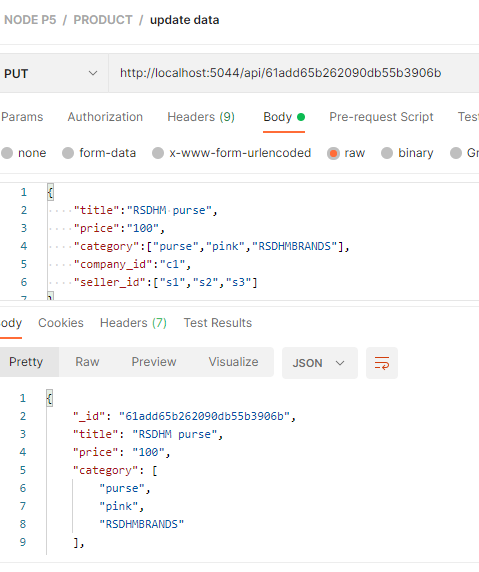 NODE P5 / PRODUCT / update data
PUT http://localhost:5044/api/61add65b262090db55b3906b
Params Authorization Headers (9) Body Pre-request Script Test
none form-data x-www-form-urlencoded raw binary Gr
1 {
2 "title":"RSDHM purse",
3 "price":"100",
4 "category":["purse","pink","RSDHMBRANDS"],
5 "company_id":"c1",
6 "seller_id":["s1","s2","s3"]
7 }
ody Cookies Headers (7) Test Results
Pretty Raw Preview Visualize JSON
1 {
2 "_id": "61add65b262090db55b3906b",
3 "title": "RSDHM purse",
4 "price": "100",
5 "category": [
6 "purse",
7 "pink",
8 "RSDHMBRANDS"
9 ],